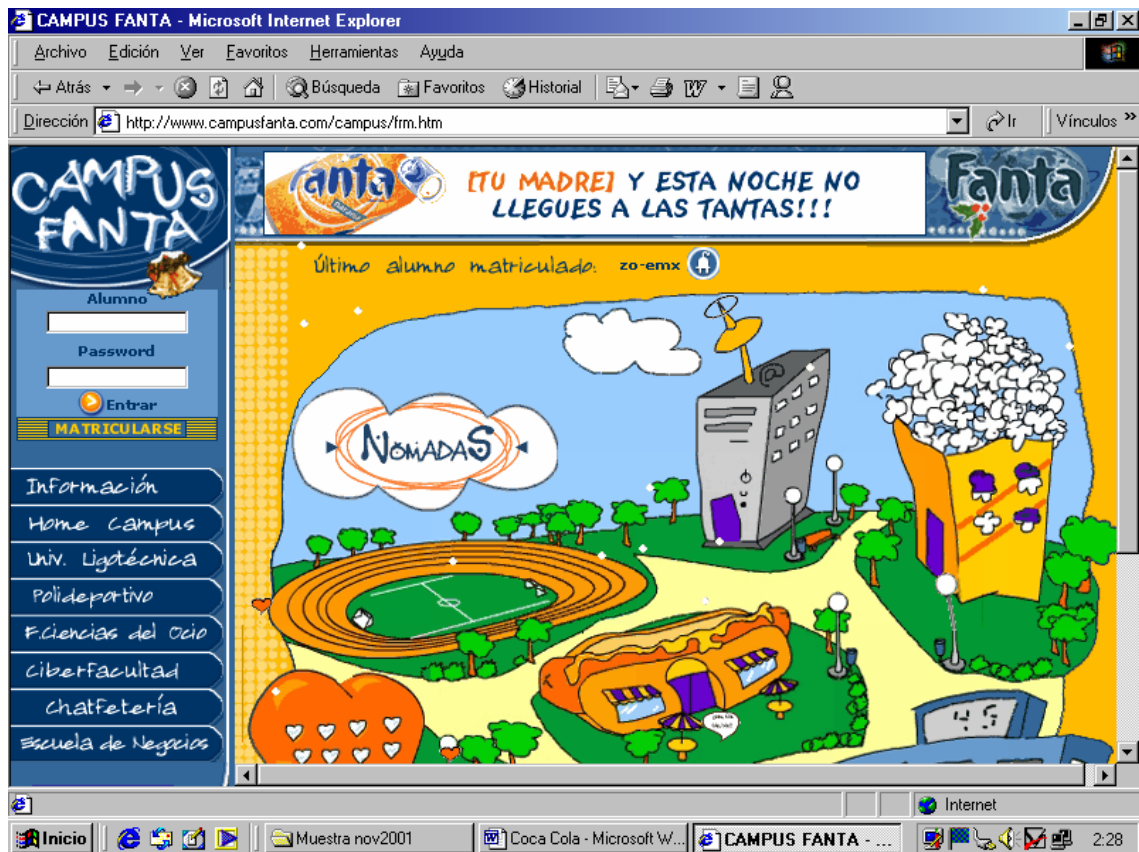 CAMPUS FANTA - Microsoft Internet Explorer
Archivo Edición Ver Favoritos Herramientas Ayuda
Atrás Búsqueda Favoritos Historial
Dirección http://www.campusfanta.com/campus/frm.htm Ir Vínculos »
CAMPUS
FANTA
Fanta
naranja
[TU MADRE] Y ESTA NOCHE NO
LLEGUES A LAS TANTAS!!!
Fanta
Último alumno matriculado: zo-emx
Alumno
Password
Entrar
MATRICULARSE
Información
Home Campus
Univ. Ligotécnica
Polideportivo
F.Ciencias del Ocio
CiberFacultad
ChatFetería
Escuela de Negocios
@
NÓMADAS
45
Internet
Inicio Muestra nov2001 Coca Cola - Microsoft W... CAMPUS FANTA - ... 2:28